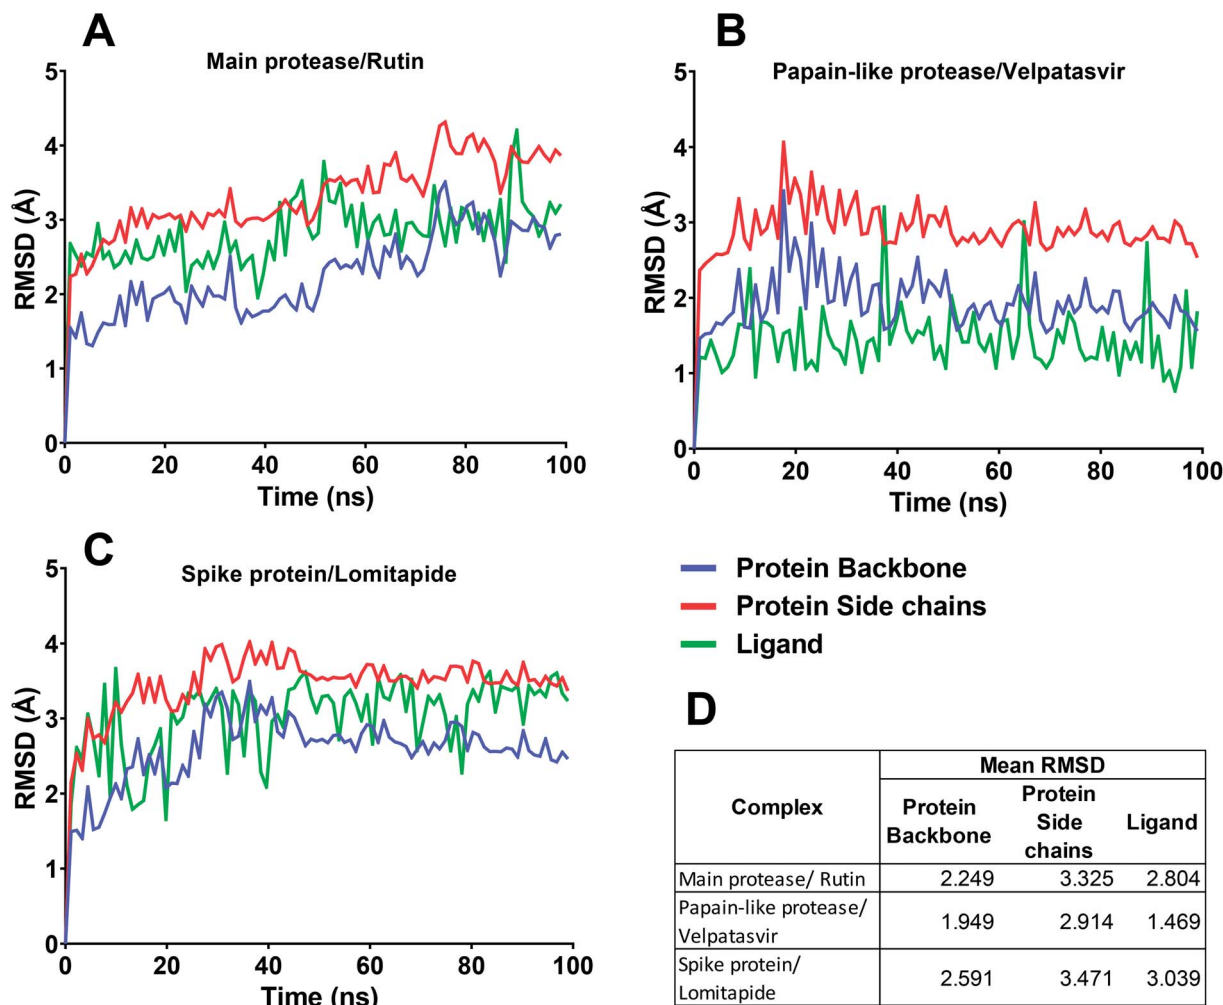 A
Main protease/Rutin
5
4
3
2
1
0
RMSD (Å)
0 20 40 60 80 100
Time (ns)
B
Papain-like protease/Velpatasvir
5
4
3
2
1
0
RMSD (Å)
0 20 40 60 80 100
Time (ns)
C
Spike protein/Lomitapide
5
4
3
2
1
0
RMSD (Å)
0 20 40 60 80 100
Time (ns)
Protein Backbone
Protein Side chains
Ligand
D
Complex
Mean RMSD
Protein
Backbone
Protein
Side
chains
Ligand
Main protease/ Rutin 2.249 3.325 2.804
Papain-like protease/
Velpatasvir
1.949 2.914 1.469
Spike protein/
Lomitapide
2.591 3.471 3.039